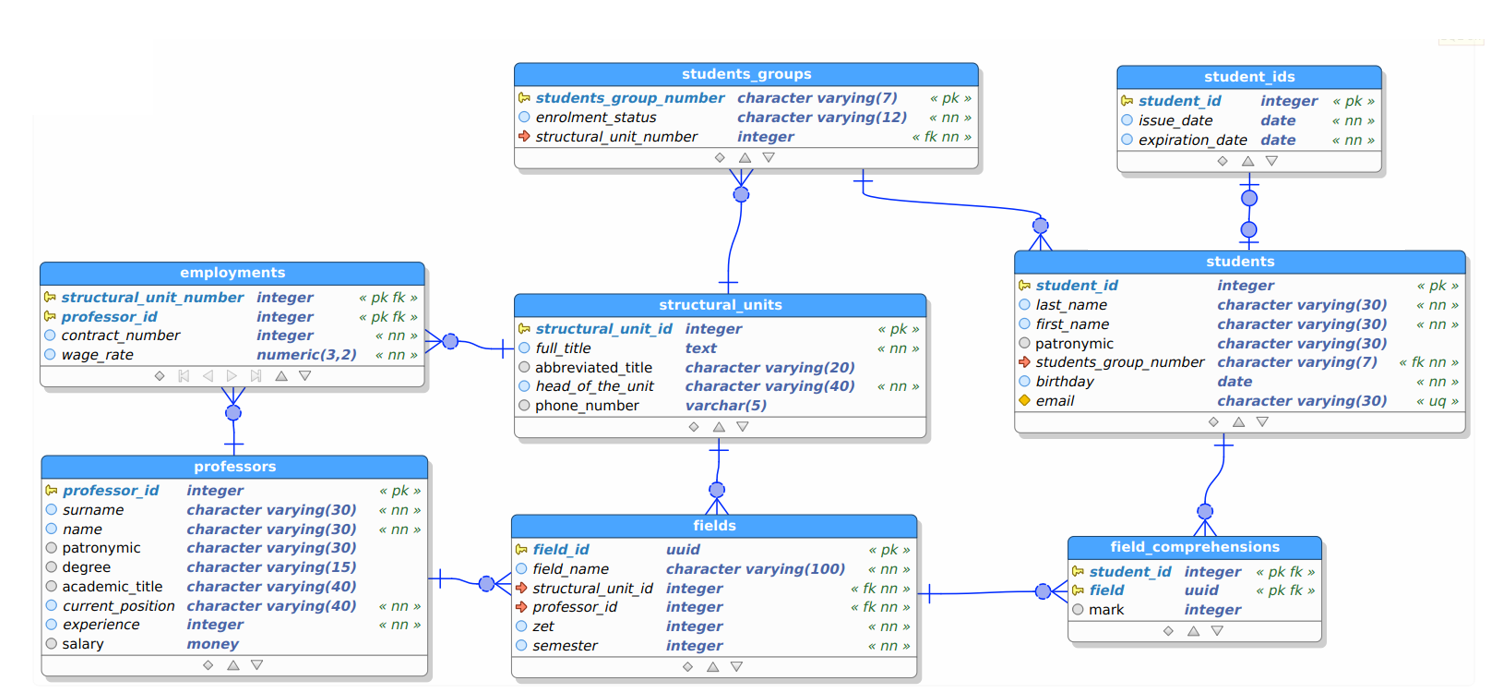 students_groups
students_group_number character varying(7) « pk »
enrolment_status character varying(12) « nn »
structural_unit_number integer « fk nn »
student_ids
student_id integer « pk »
issue_date date « nn »
expiration_date date « nn »
employments
structural_unit_number integer « pk fk »
professor_id integer « pk fk »
contract_number integer « nn »
wage_rate numeric(3,2) « nn »
structural_units
structural_unit_id integer « pk »
full_title text « nn »
abbreviated_title character varying(20)
head_of_the_unit character varying(40) « nn »
phone_number varchar(5)
students
student_id integer « pk »
last_name character varying(30) « nn »
first_name character varying(30) « nn »
patronymic character varying(30)
students_group_number character varying(7) « fk nn »
birthday date « nn »
email character varying(30) « uq »
professors
professor_id integer « pk »
surname character varying(30) « nn »
name character varying(30) « nn »
patronymic character varying(30)
degree character varying(15)
academic_title character varying(40)
current_position character varying(40) « nn »
experience integer « nn »
salary money
fields
field_id uuid « pk »
field_name character varying(100) « nn »
structural_unit_id integer « fk nn »
professor_id integer « fk nn »
zet integer « nn »
semester integer « nn »
field_comprehensions
student_id integer « pk fk »
field uuid « pk fk »
mark integer